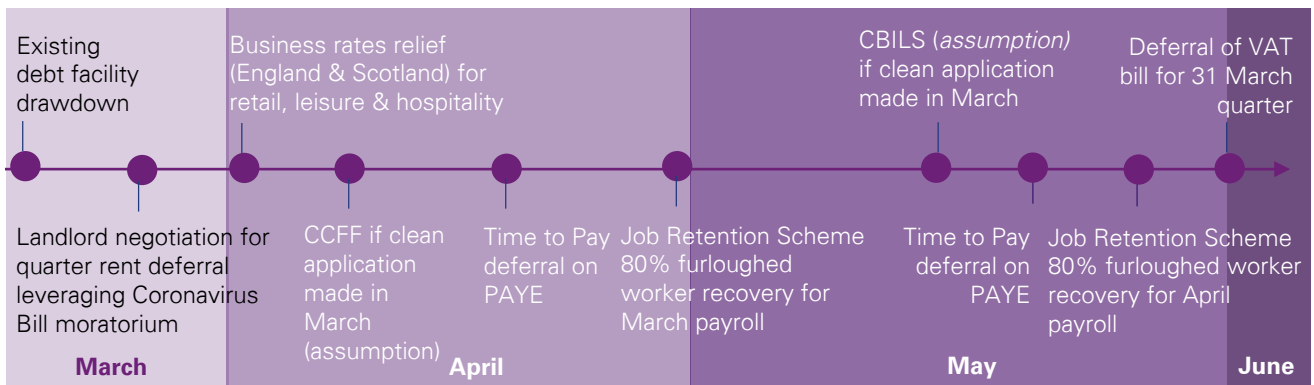 Existing
debt facility
drawdown
Business rates relief
(England & Scotland) for
retail, leisure & hospitality
CBILS (assumption)
if clean application
made in March
Deferral of VAT
bill for 31 March
quarter
Landlord negotiation for
quarter rent deferral
leveraging Coronavirus
Bill moratorium
CCFF if clean
application
made in
March
(assumption)
Time to Pay
deferral on
PAYE
Job Retention Scheme
80% furloughed
worker recovery for
March payroll
Time to Pay
deferral on
PAYE
Job Retention Scheme
80% furloughed worker
recovery for April
payroll
March
April
May
June